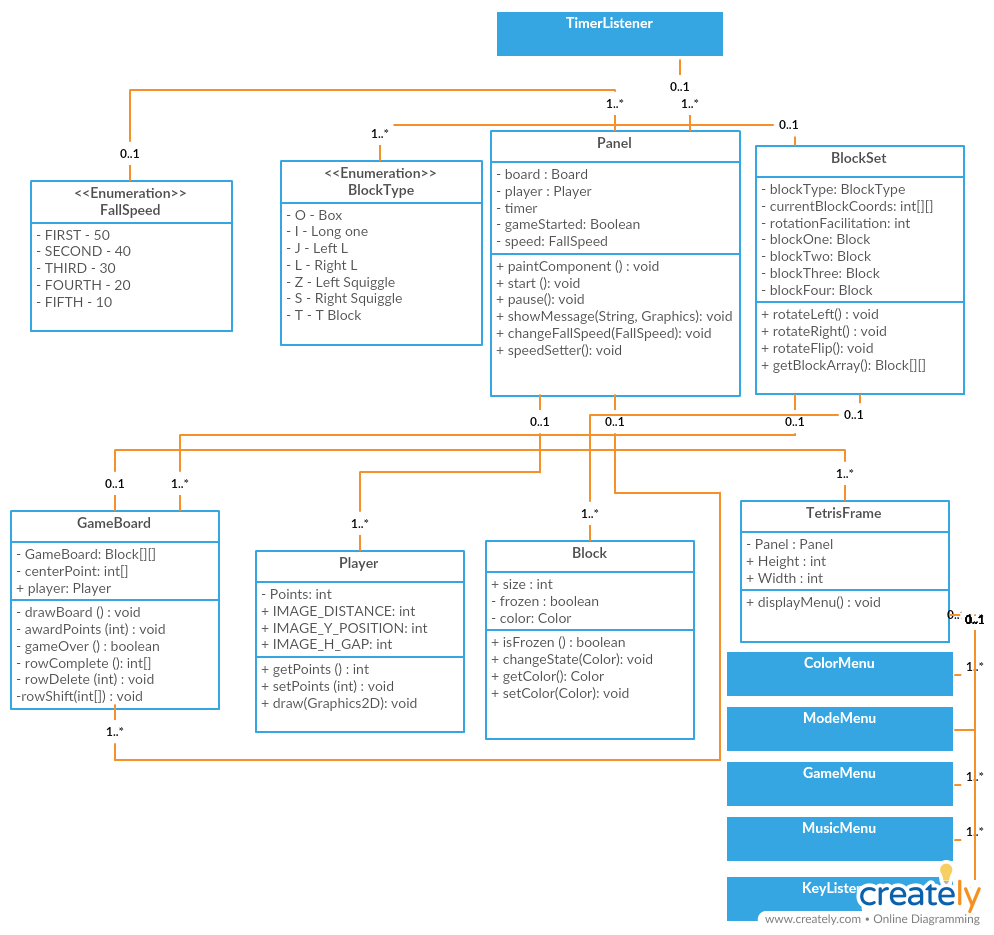 TimerListener
0..1
1..*
1..*
0..1
1..*
0..1
<<Enumeration>>
FallSpeed
- FIRST - 50
- SECOND - 40
- THIRD - 30
- FOURTH - 20
- FIFTH - 10
<<Enumeration>>
BlockType
- O - Box
- I - Long one
- J - Left L
- L - Right L
- Z - Left Squiggle
- S - Right Squiggle
- T - T Block
Panel
- board : Board
- player : Player
- timer
- gameStarted: Boolean
- speed: FallSpeed
+ paintComponent () : void
+ start (): void
+ pause(): void
+ showMessage(String, Graphics): void
+ changeFallSpeed(FallSpeed): void
+ speedSetter(): void
BlockSet
- blockType: BlockType
- currentBlockCoords: int[][]
- rotationFacilitation: int
- blockOne: Block
- blockTwo: Block
- blockThree: Block
- blockFour: Block
+ rotateLeft() : void
+ rotateRight() : void
+ rotateFlip(): void
+ getBlockArray(): Block[][]
0..1
0..1
0..1
0..1
0..1
1..*
1..*
1..*
1..*
GameBoard
- GameBoard: Block[][]
- centerPoint: int[]
+ player: Player
- drawBoard () : void
- awardPoints (int) : void
- gameOver () : boolean
- rowComplete (): int[]
- rowDelete (int) : void
-rowShift(int[]) : void
1..*
Player
- Points: int
+ IMAGE_DISTANCE: int
+ IMAGE_Y_POSITION: int
+ IMAGE_H_GAP: int
+ getPoints () : int
+ setPoints (int) : void
+ draw(Graphics2D): void
Block
+ size : int
- frozen : boolean
- color: Color
+ isFrozen () : boolean
+ changeState(Color): void
+ getColor(): Color
+ setColor(Color): void
TetrisFrame
- Panel : Panel
+ Height : int
+ Width : int
+ displayMenu() : void
0..1
ColorMenu
1..*
ModeMenu
GameMenu
1..*
MusicMenu
1..*
creately
www.creately.com • Online Diagramming